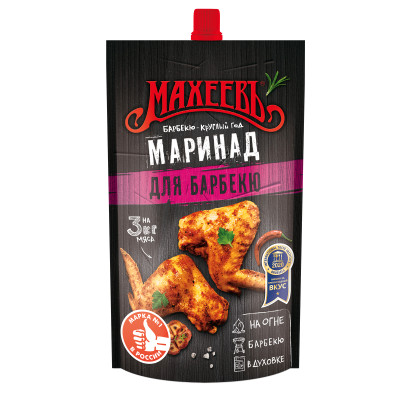 МАХЕЕВЪ
БАРБЕКЮ - КРУГЛЫЙ ГОД
МАРИНАД
ДЛЯ БАРБЕКЮ
НА
3 КГ
МЯСА
2020
ВКУС
МАРКА №1
В РОССИИ
НА ОГНЕ
БАРБЕКЮ
В ДУХОВКЕ